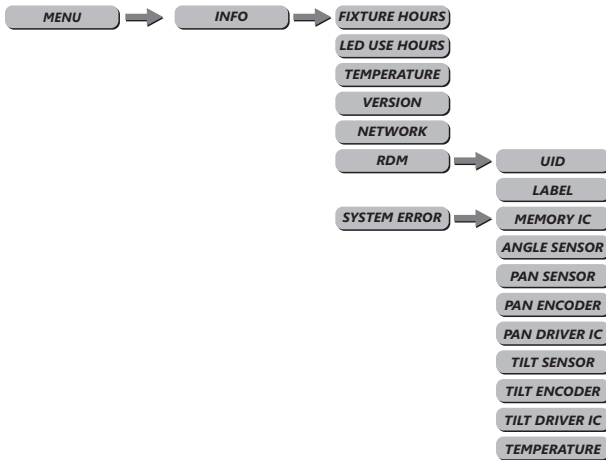 MENU
INFO
FIXTURE HOURS
LED USE HOURS
TEMPERATURE
VERSION
NETWORK
RDM
UID
LABEL
SYSTEM ERROR
MEMORY IC
ANGLE SENSOR
PAN SENSOR
PAN ENCODER
PAN DRIVER IC
TILT SENSOR
TILT ENCODER
TILT DRIVER IC
TEMPERATURE